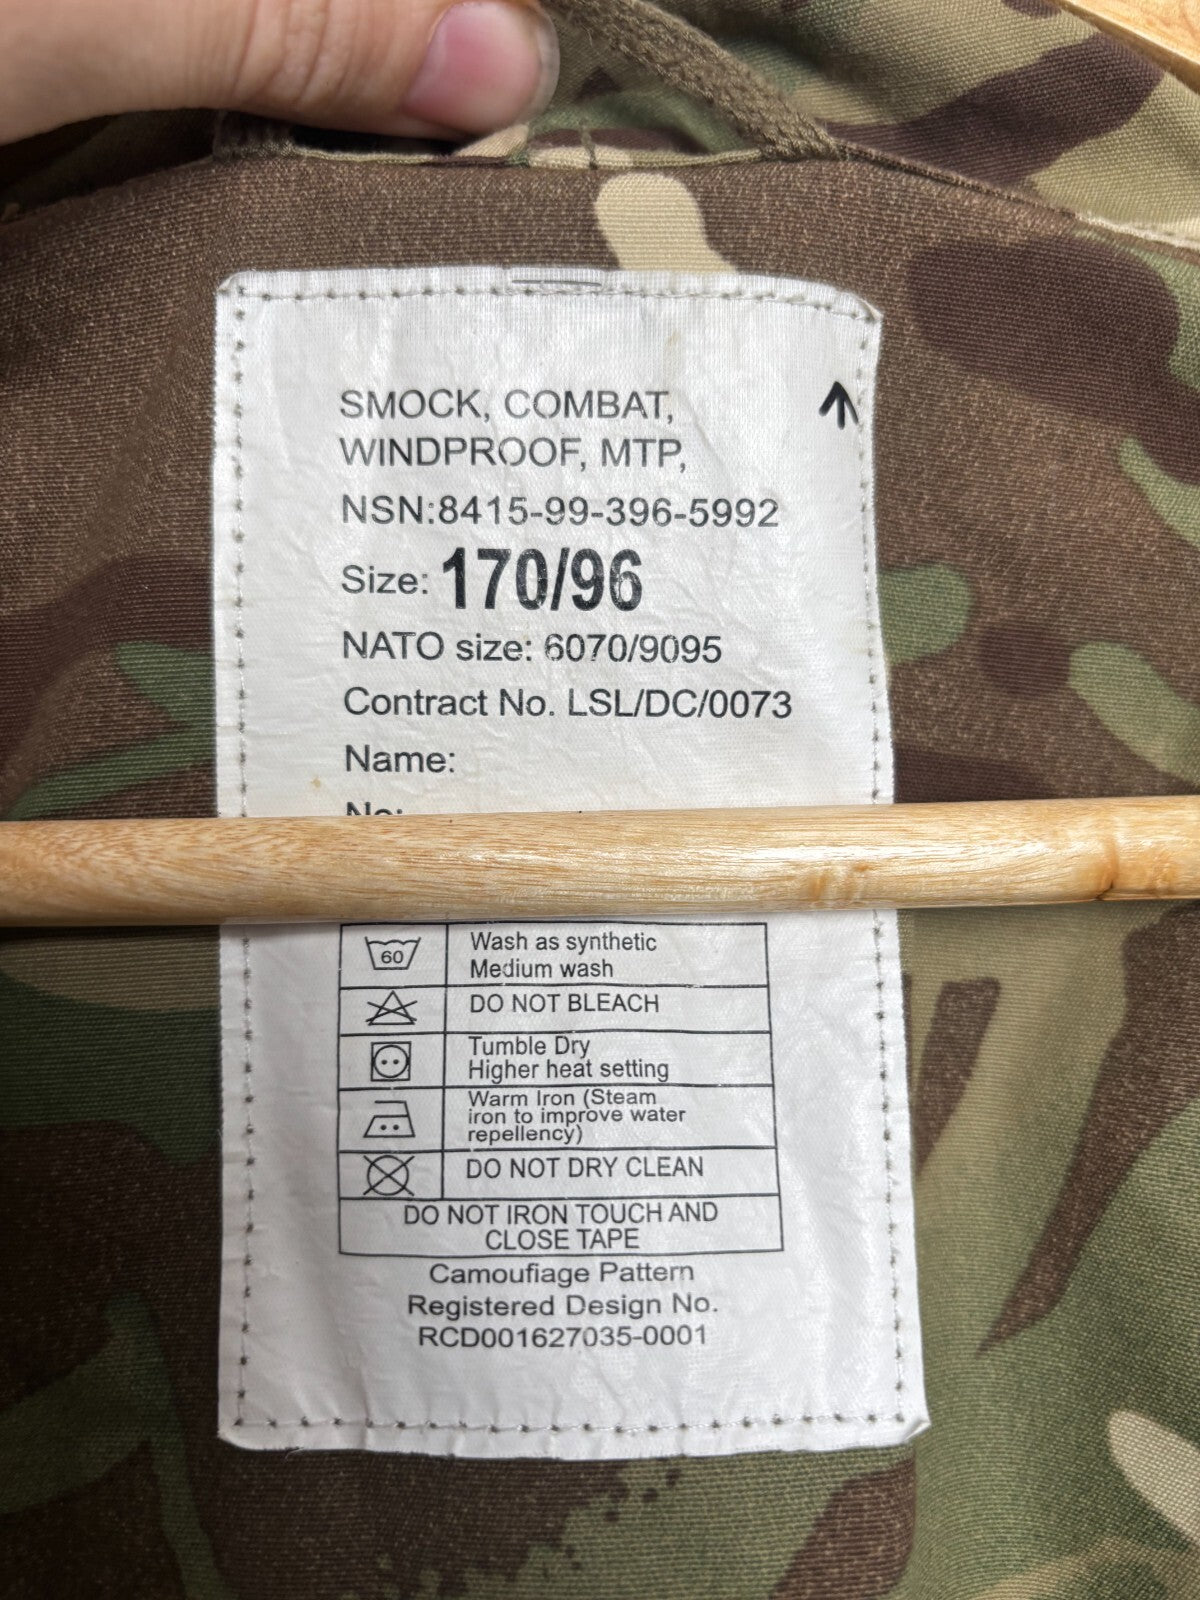 SMOCK, COMBAT,
WINDPROOF, MTP,
NSN:8415-99-396-5992
Size: 170/96
NATO size: 6070/9095
Contract No. LSL/DC/0073
Name:
No:
60
Wash as synthetic
Medium wash
DO NOT BLEACH
Tumble Dry
Higher heat setting
Warm Iron (Steam
iron to improve water
repellency)
DO NOT DRY CLEAN
DO NOT IRON TOUCH AND
CLOSE TAPE
Camouflage Pattern
Registered Design No.
RCD001627035-0001